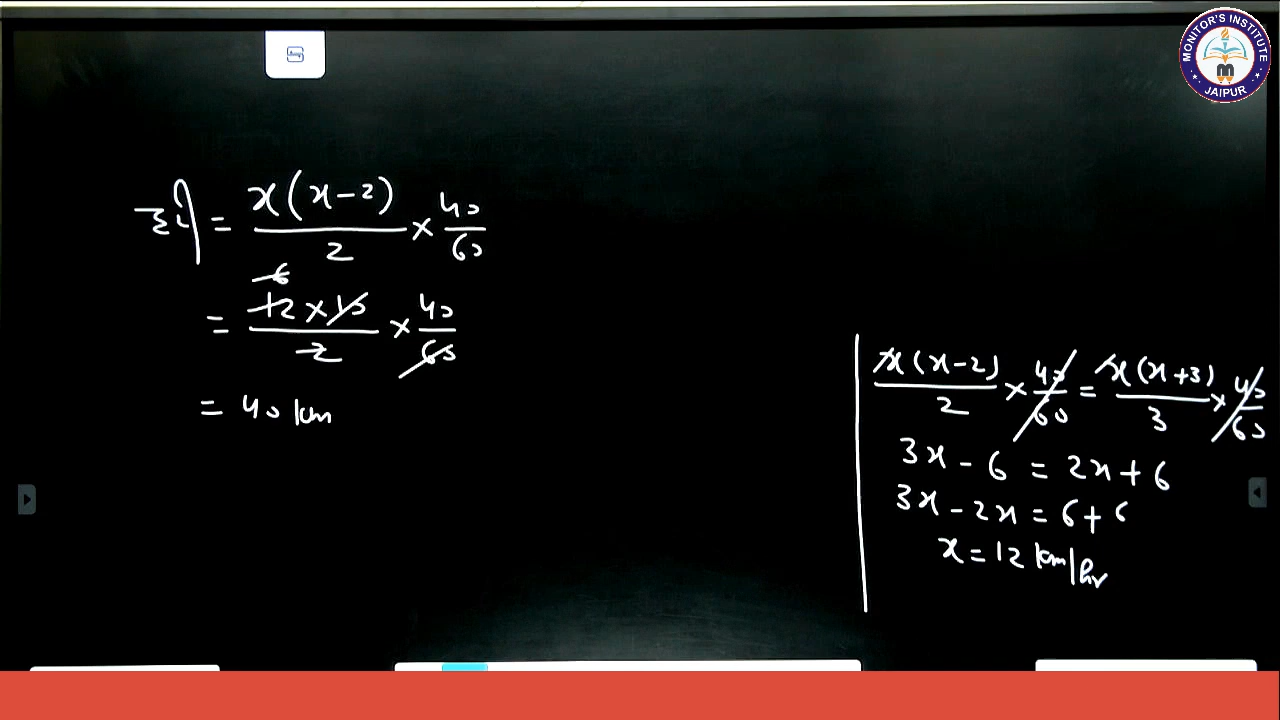 MONITOR'S INSTITUTE
JAIPUR
दूरी = x(x-2)/2 × 40/60
6
= 12×10/2 × 40/60
= 40 km
x(x-2)/2 × 40/60 = x(x+3)/3 × 40/60
3x - 6 = 2x + 6
3x - 2x = 6 + 6
x = 12 km/hr